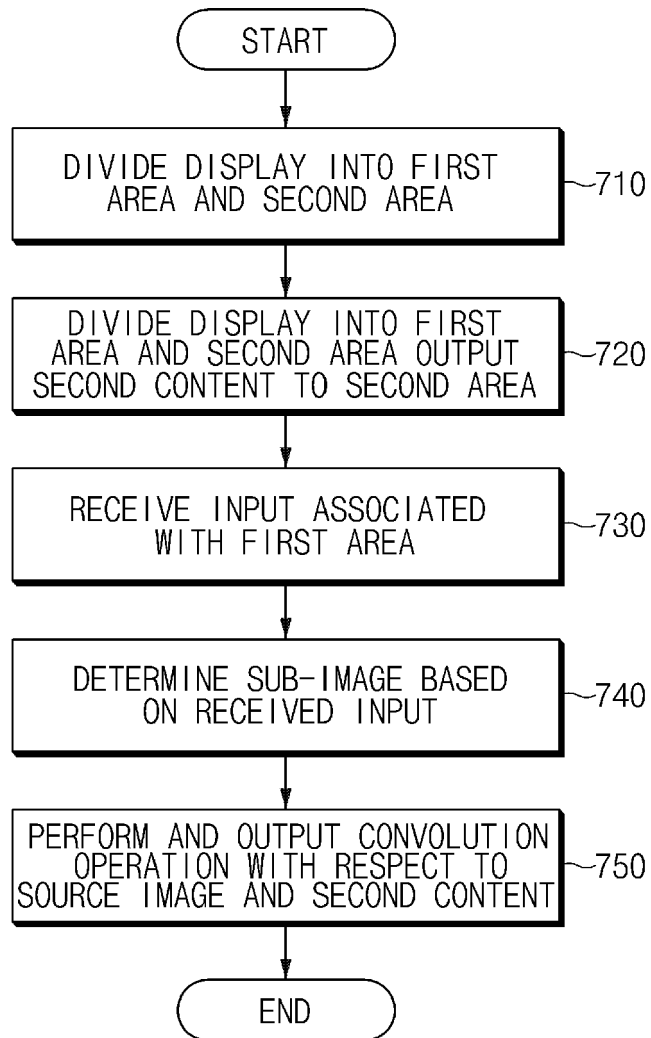 START
DIVIDE DISPLAY INTO FIRST
AREA AND SECOND AREA
710
DIVIDE DISPLAY INTO FIRST
AREA AND SECOND AREA OUTPUT
SECOND CONTENT TO SECOND AREA
720
RECEIVE INPUT ASSOCIATED
WITH FIRST AREA
730
DETERMINE SUB-IMAGE BASED
ON RECEIVED INPUT
740
PERFORM AND OUTPUT CONVOLUTION
OPERATION WITH RESPECT TO
SOURCE IMAGE AND SECOND CONTENT
750
END